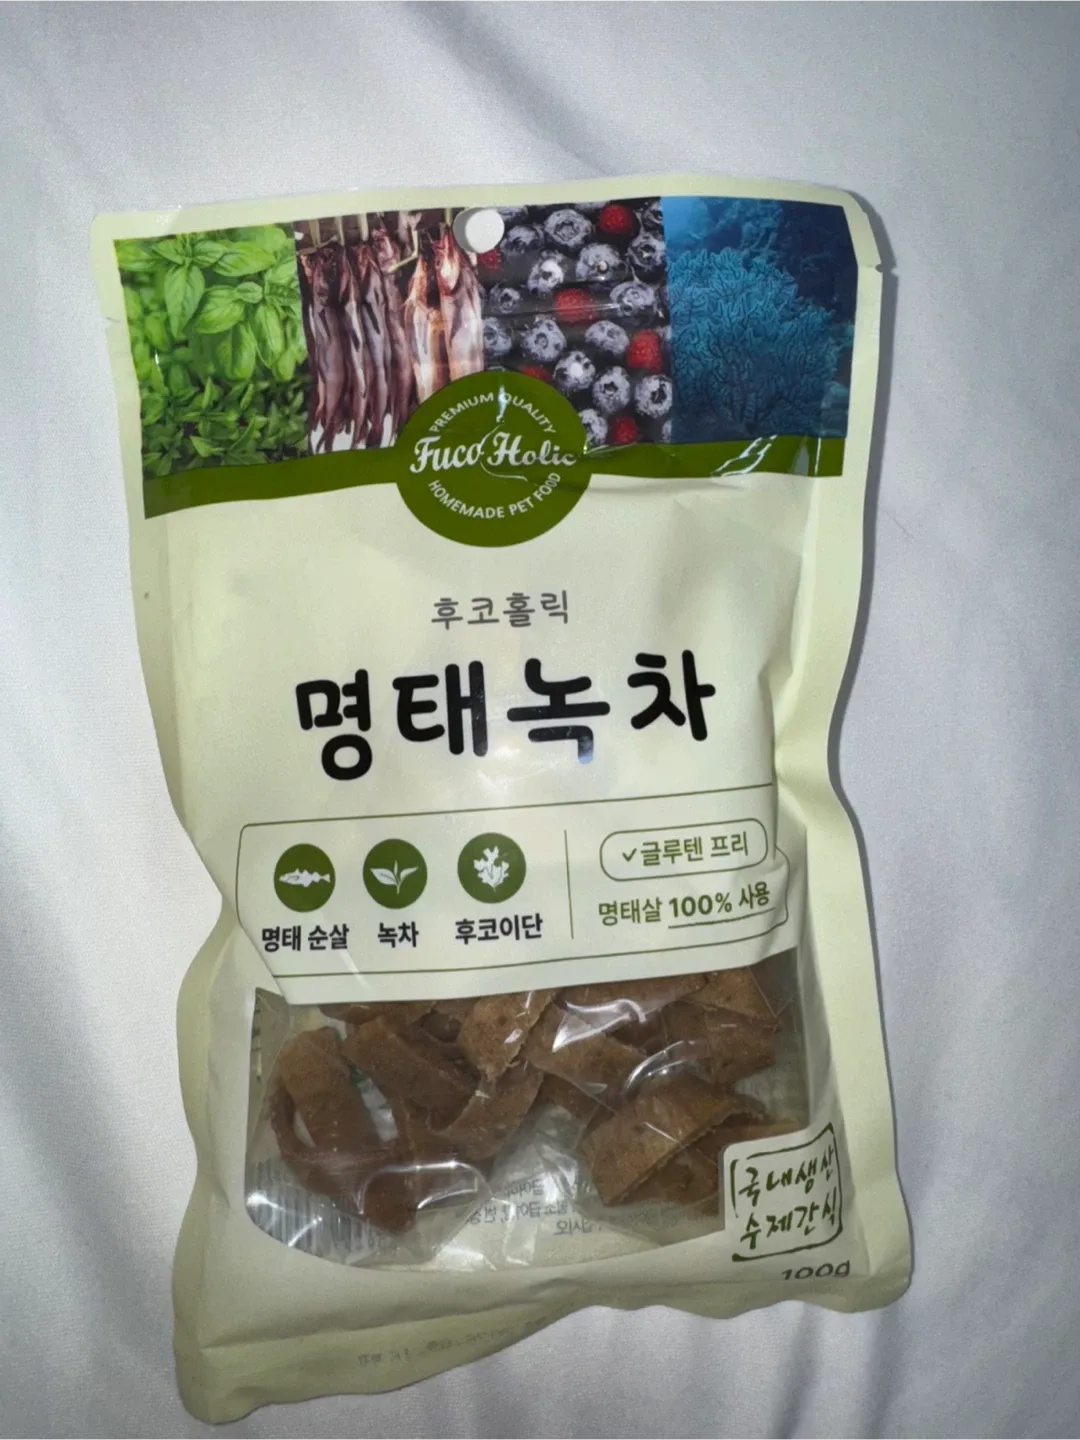 PREMIUM QUALITY
Fuco Holic
HOMEMADE PET FOOD
후코홀릭
명태녹차
명태 순살 녹차 후코이단
✓글루텐 프리
명태살 100% 사용
국내생산
수제간식
100g